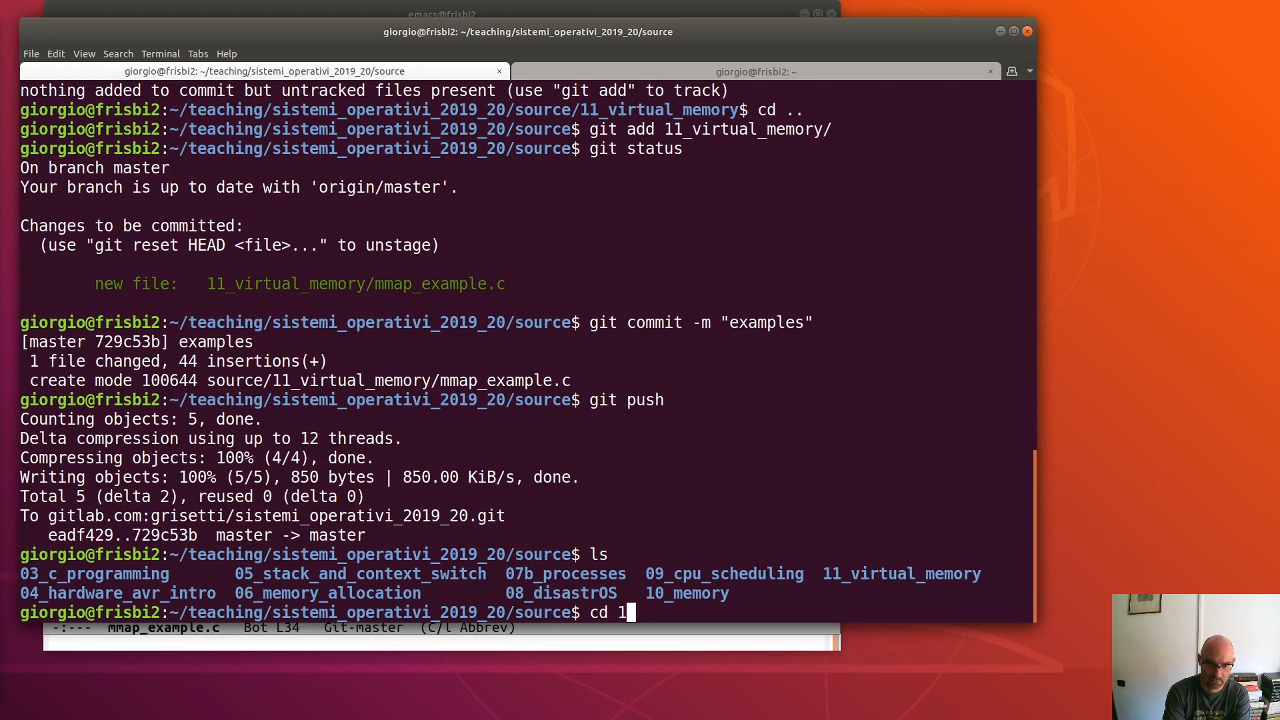 emacs@frisbi2
giorgio@frisbi2: ~/teaching/sistemi_operativi_2019_20/source
File Edit View Search Terminal Tabs Help
giorgio@frisbi2: ~/teaching/sistemi_operativi_2019_20/source × giorgio@frisbi2: ~ ×
nothing added to commit but untracked files present (use "git add" to track)
giorgio@frisbi2:~/teaching/sistemi_operativi_2019_20/source/11_virtual_memory$ cd ..
giorgio@frisbi2:~/teaching/sistemi_operativi_2019_20/source$ git add 11_virtual_memory/
giorgio@frisbi2:~/teaching/sistemi_operativi_2019_20/source$ git status
On branch master
Your branch is up to date with 'origin/master'.
Changes to be committed:
(use "git reset HEAD <file>..." to unstage)
new file: 11_virtual_memory/mmap_example.c
giorgio@frisbi2:~/teaching/sistemi_operativi_2019_20/source$ git commit -m "examples"
[master 729c53b] examples
1 file changed, 44 insertions(+)
create mode 100644 source/11_virtual_memory/mmap_example.c
giorgio@frisbi2:~/teaching/sistemi_operativi_2019_20/source$ git push
Counting objects: 5, done.
Delta compression using up to 12 threads.
Compressing objects: 100% (4/4), done.
Writing objects: 100% (5/5), 850 bytes | 850.00 KiB/s, done.
Total 5 (delta 2), reused 0 (delta 0)
To gitlab.com:grisetti/sistemi_operativi_2019_20.git
eadf429..729c53b master -> master
giorgio@frisbi2:~/teaching/sistemi_operativi_2019_20/source$ ls
03_c_programming 05_stack_and_context_switch 07b_processes 09_cpu_scheduling 11_virtual_memory
04_hardware_avr_intro 06_memory_allocation 08_disastrOS 10_memory
giorgio@frisbi2:~/teaching/sistemi_operativi_2019_20/source$ cd 1
-:--- mmap_example.c Bot L34 Git-master (C/l Abbrev)